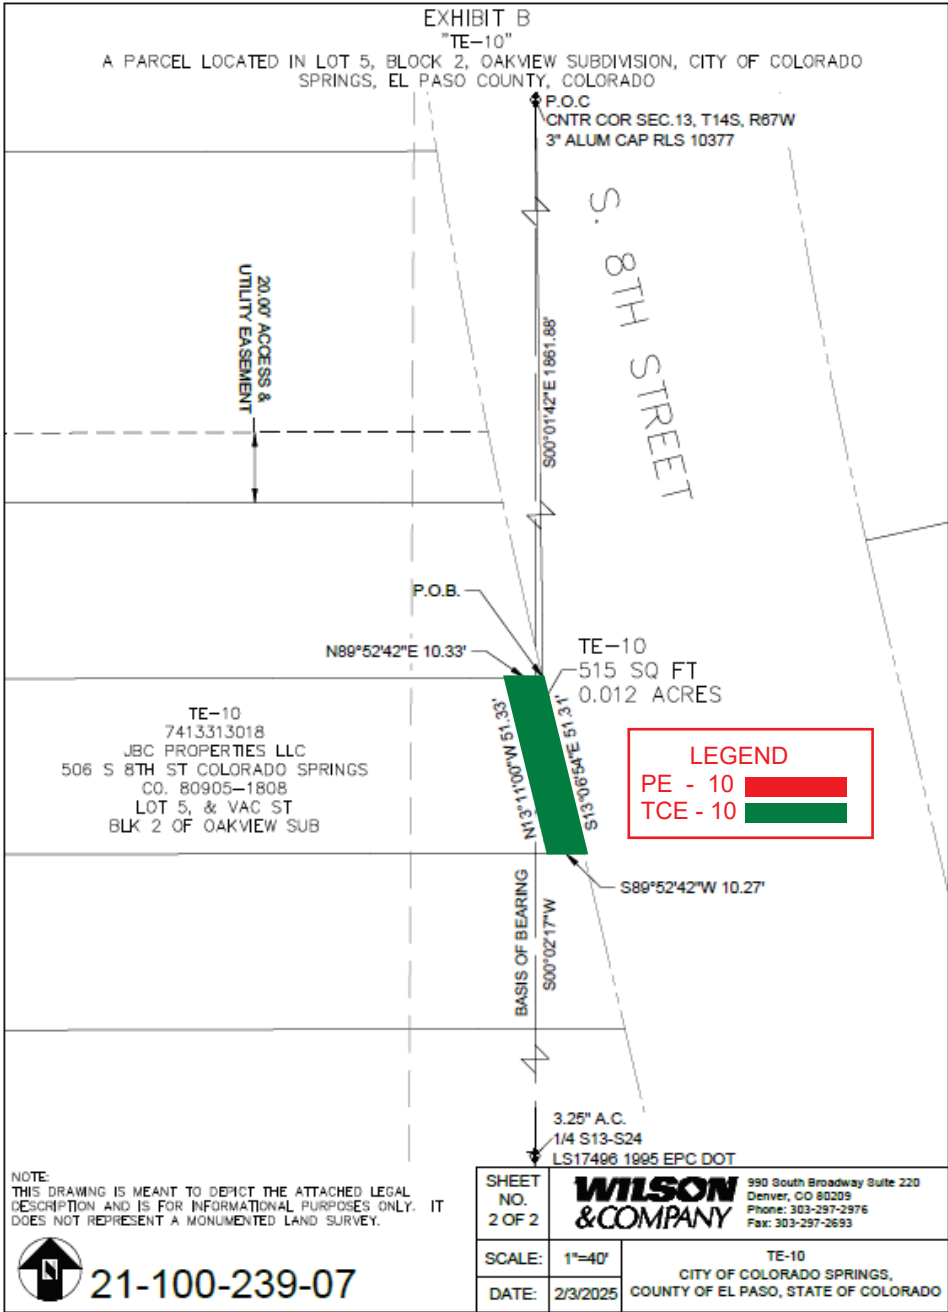 EXHIBIT B
"TE-10"
A PARCEL LOCATED IN LOT 5, BLOCK 2, OAKVIEW SUBDIVISION, CITY OF COLORADO
SPRINGS, EL PASO COUNTY, COLORADO
P.O.C
CNTR COR SEC.13, T14S, R67W
3" ALUM CAP RLS 10377
S. 8TH STREET
20.00' ACCESS &
UTILITY EASEMENT
S00°01'42"E 1861.88'
P.O.B.
N89°52'42"E 10.33'
TE-10
515 SQ FT
0.012 ACRES
N13°11'00"W 51.33'
S13°06'54"E 51.31'
TE-10
7413313018
JBC PROPERTIES LLC
506 S 8TH ST COLORADO SPRINGS
CO. 80905-1808
LOT 5, & VAC ST
BLK 2 OF OAKVIEW SUB
LEGEND
PE - 10
TCE - 10
S89°52'42"W 10.27'
BASIS OF BEARING
S00°02'17"W
3.25" A.C.
1/4 S13-S24
LS17496 1995 EPC DOT
NOTE:
THIS DRAWING IS MEANT TO DEPICT THE ATTACHED LEGAL
DESCRIPTION AND IS FOR INFORMATIONAL PURPOSES ONLY. IT
DOES NOT REPRESENT A MONUMENTED LAND SURVEY.
N
21-100-239-07
SHEET
NO.
2 OF 2
WILSON
&COMPANY
990 South Broadway Suite 220
Denver, CO 80209
Phone: 303-297-2976
Fax: 303-297-2693
SCALE: 1"=40'
DATE: 2/3/2025
TE-10
CITY OF COLORADO SPRINGS,
COUNTY OF EL PASO, STATE OF COLORADO